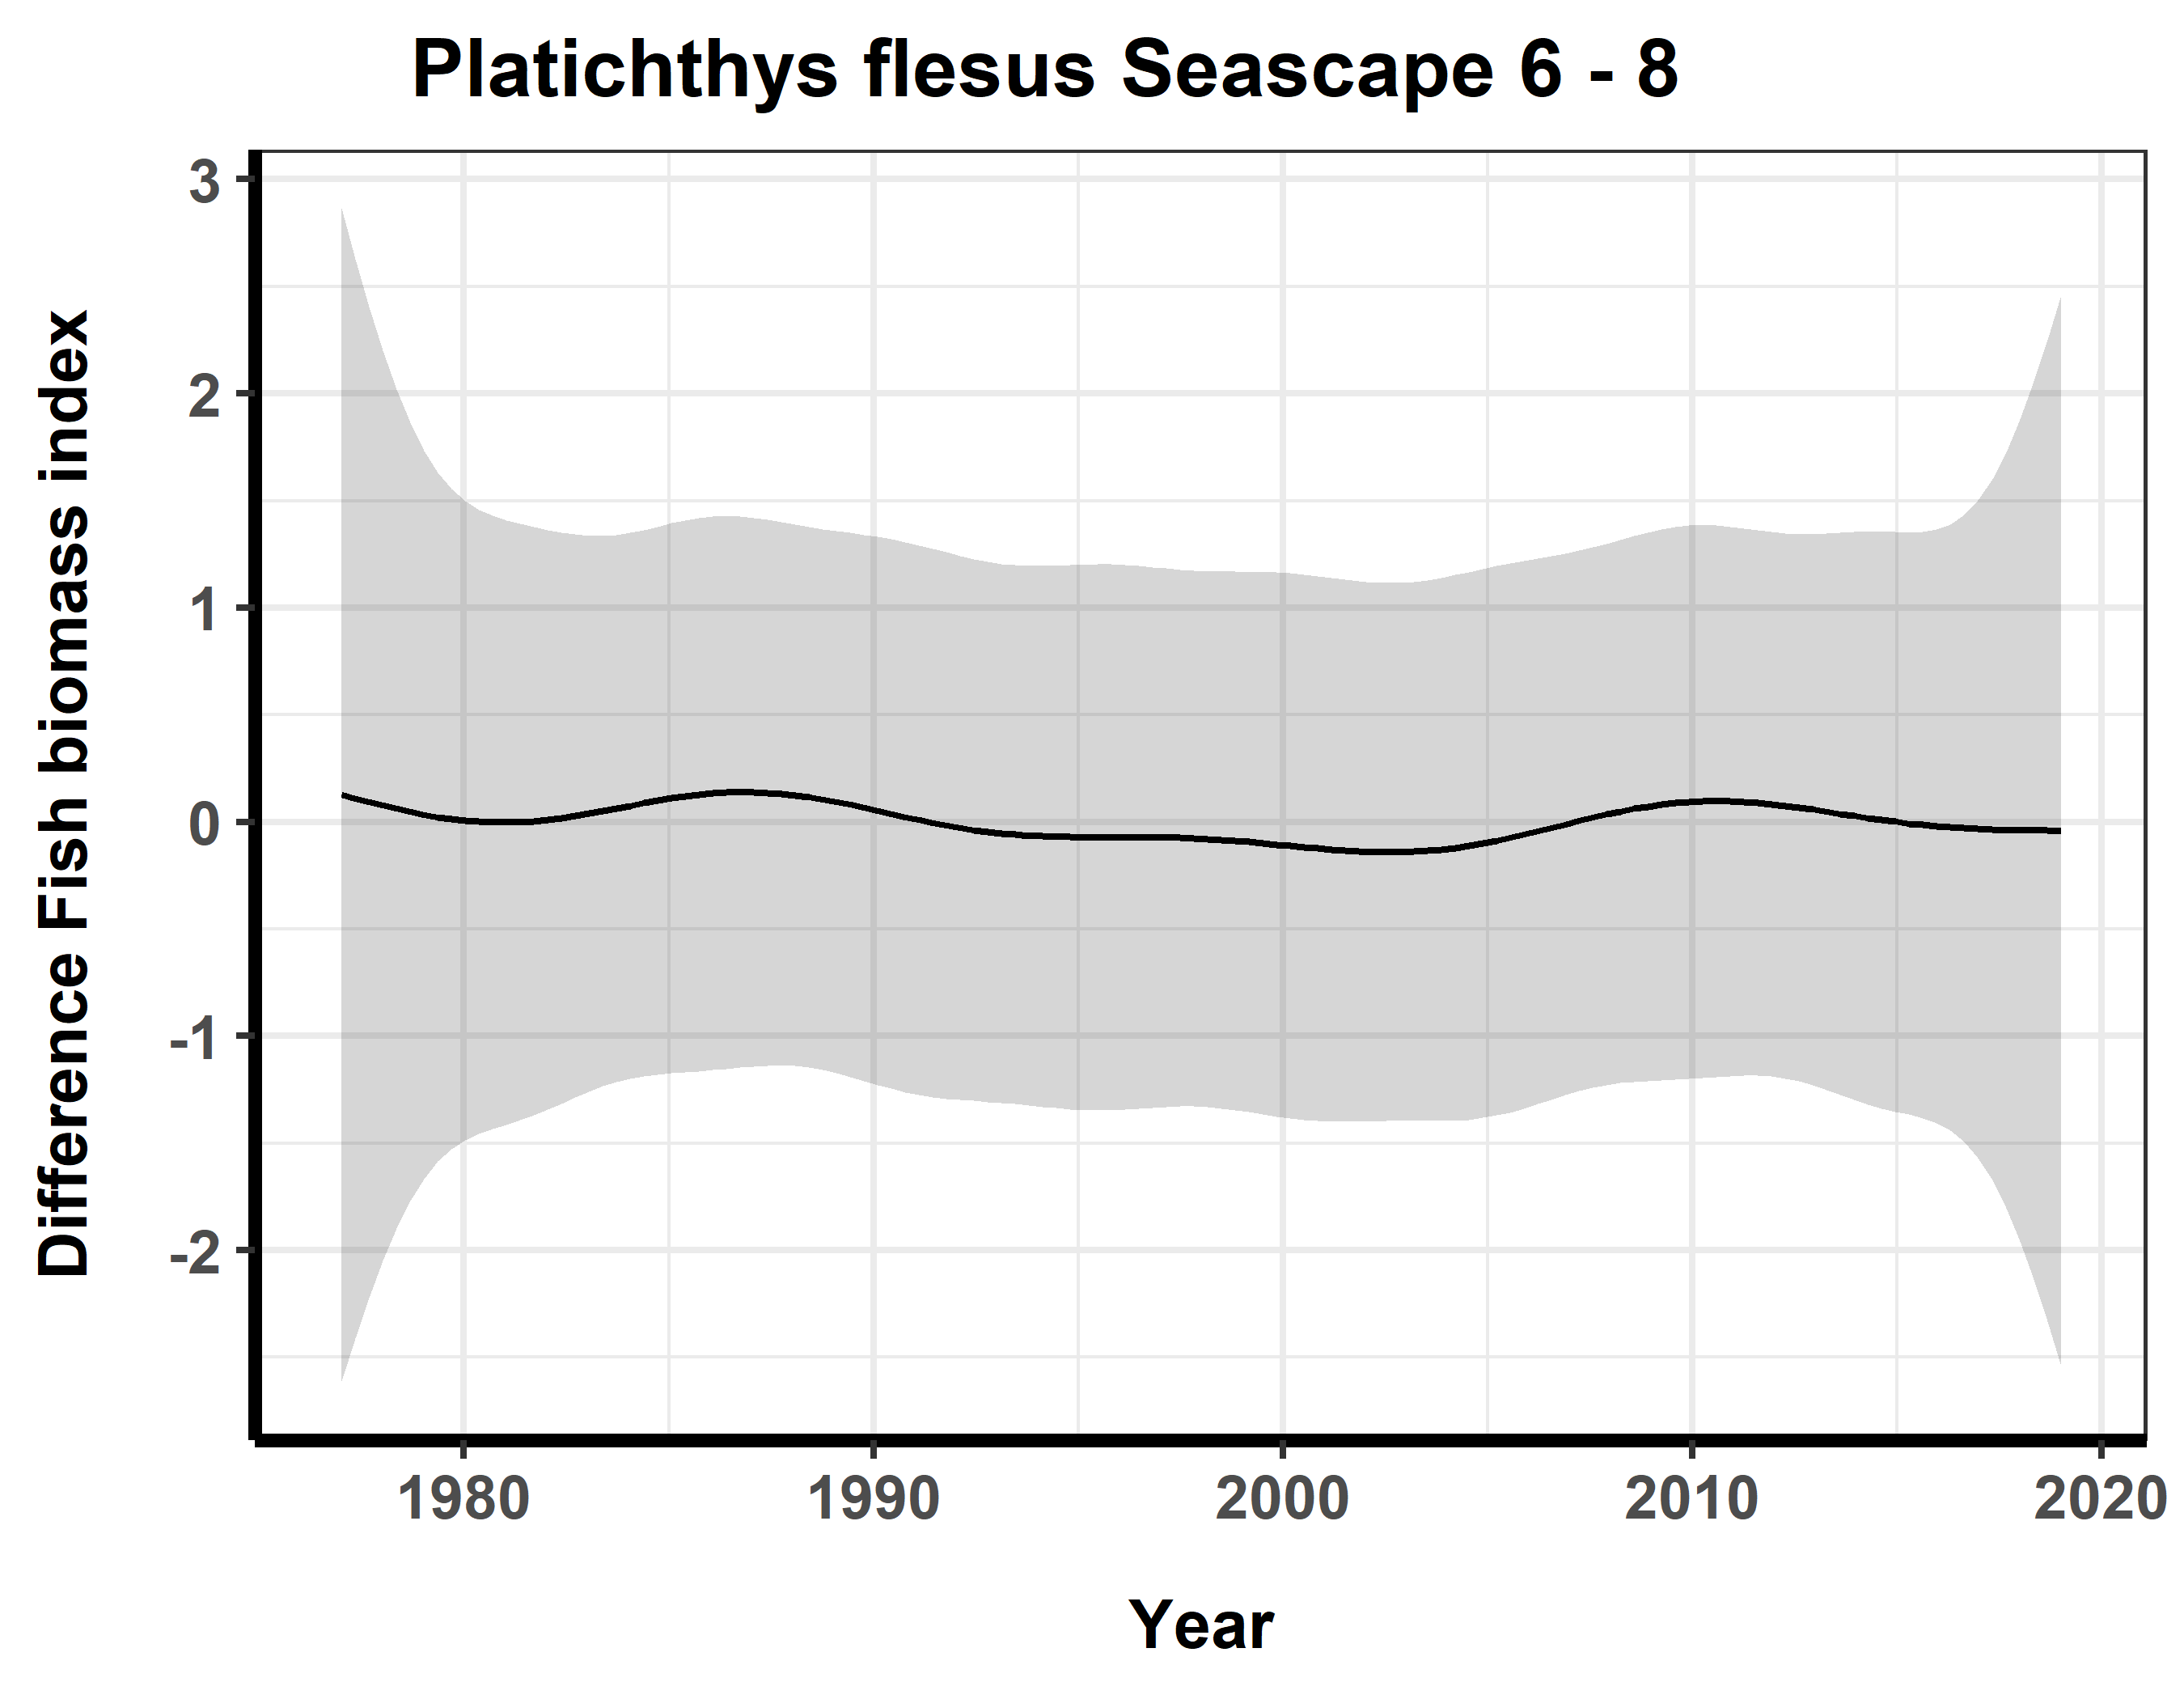 Platichthys flesus Seascape 6 - 8
Difference Fish biomass index
3
2
1
0
-1
-2
1980 1990 2000 2010 2020
Year